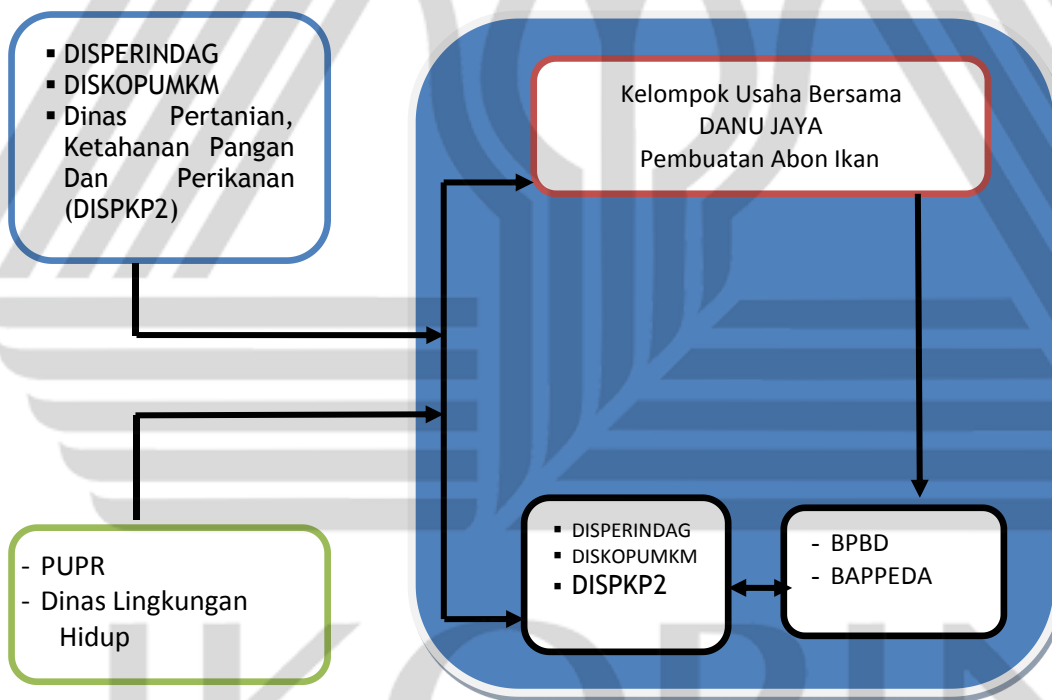 ▪ DISPERINDAG
▪ DISKOPUMKM
▪ Dinas Pertanian,
Ketahanan Pangan
Dan Perikanan
(DISPKP2)
Kelompok Usaha Bersama
DANU JAYA
Pembuatan Abon Ikan
- PUPR
- Dinas Lingkungan
Hidup
▪ DISPERINDAG
▪ DISKOPUMKM
▪ DISPKP2
- BPBD
- BAPPEDA
IKOPIN